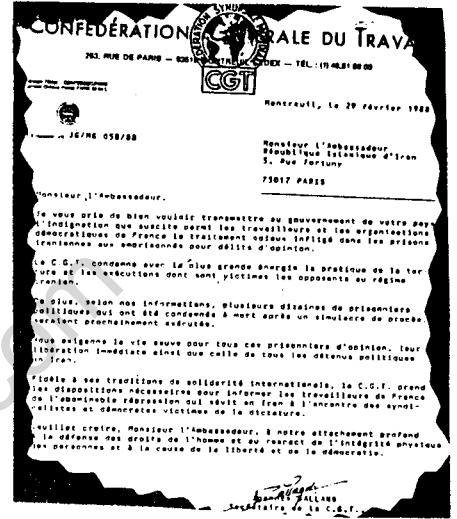 CONFEDERATION GENERALE DU TRAVA
263, RUE DE PARIS — 93516 MONTREUIL CEDEX — TÉL.: (1) 48.51.80.00
CGT
Montreuil, le 29 Février 1988
JG/MG 058/88
Monsieur l'Ambassadeur
République Islamique d'Iran
5, Rue Fortuny
75017 PARIS
Monsieur l'Ambassadeur,
Je vous prie de bien vouloir transmettre au gouvernement de votre pays
l'indignation que suscite parmi les travailleurs et les organisations
démocratiques de France le traitement odieux infligé dans les prisons
iraniennes aux emprisonnés pour délits d'opinion.
Le C.G.T. condamne avec la plus grande énergie la pratique de la tor-
ture et les exécutions dont sont victimes les opposants au régime
iranien.
De plus, selon nos informations, plusieurs dizaines de prisonniers
politiques qui ont été condamnés à mort après un simulacre de procès,
seraient prochainement exécutés.
Nous exigeons la vie sauve pour tous ces prisonniers d'opinion, leur
libération immédiate ainsi que celle de tous les détenus politiques
en Iran.
Fidèle à ses traditions de solidarité internationale, la C.G.T. prend
les dispositions nécessaires pour informer les travailleurs de France
de l'abominable répression qui sévit en Iran à l'encontre des syndi-
calistes et démocrates victimes de la dictature.
Veuillez croire, Monsieur l'Ambassadeur, à notre attachement profond
à la défense des droits de l'homme et au respect de l'intégrité physique
des personnes et à la cause de la liberté et de la démocratie.
GALLAND
Secrétaire de la C.G.T.
com